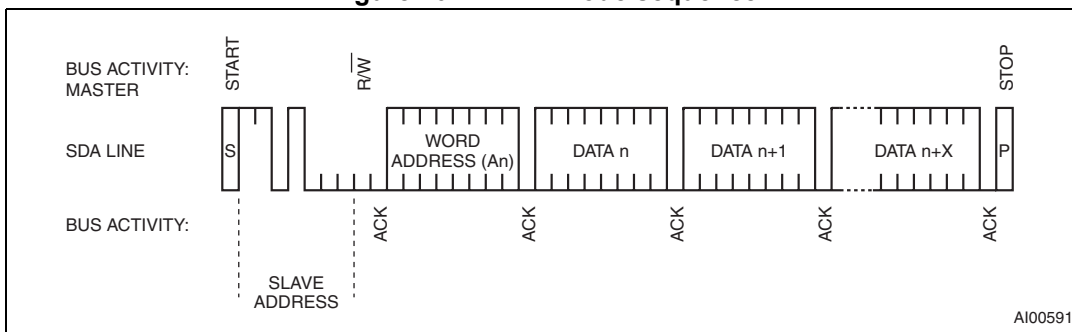 BUS ACTIVITY:
MASTER
START
R/W
STOP
SDA LINE
S
WORD
ADDRESS (An)
DATA n
DATA n+1
DATA n+X
P
BUS ACTIVITY:
ACK
ACK
ACK
ACK
ACK
SLAVE
ADDRESS
AI00591